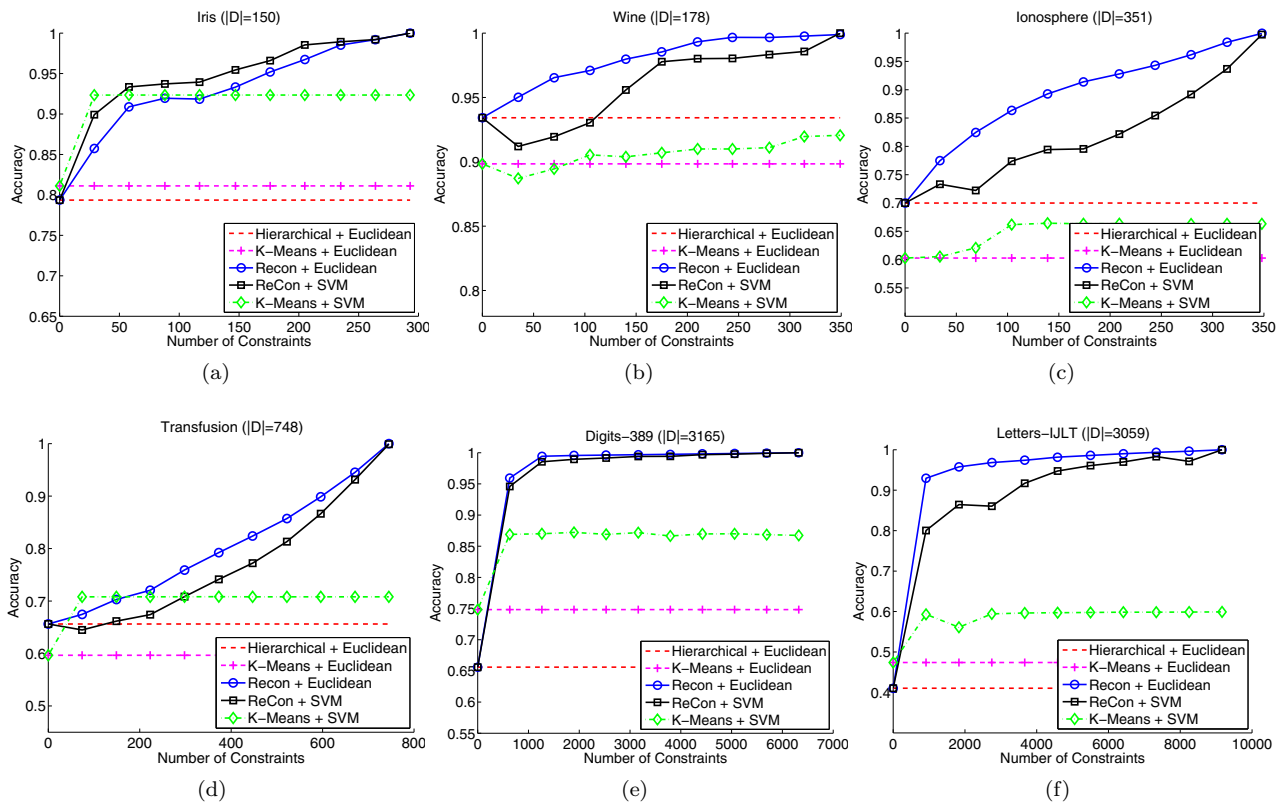 Iris (|D|=150)
1
0.95
0.9
0.85
0.8
0.75
0.7
0.65
Accuracy
Hierarchical + Euclidean
K-Means + Euclidean
Recon + Euclidean
ReCon + SVM
K-Means + SVM
0 50 100 150 200 250 300
Number of Constraints
(a)
Wine (|D|=178)
1
0.95
0.9
0.85
0.8
Accuracy
Hierarchical + Euclidean
K-Means + Euclidean
Recon + Euclidean
ReCon + SVM
K-Means + SVM
0 50 100 150 200 250 300 350
Number of Constraints
(b)
Ionosphere (|D|=351)
1
0.95
0.9
0.85
0.8
0.75
0.7
0.65
0.6
0.55
Accuracy
Hierarchical + Euclidean
K-Means + Euclidean
Recon + Euclidean
ReCon + SVM
K-Means + SVM
0 50 100 150 200 250 300 350
Number of Constraints
(c)
Transfusion (|D|=748)
1
0.9
0.8
0.7
0.6
0.5
Accuracy
Hierarchical + Euclidean
K-Means + Euclidean
Recon + Euclidean
ReCon + SVM
K-Means + SVM
0 200 400 600 800
Number of Constraints
(d)
Digits-389 (|D|=3165)
1
0.95
0.9
0.85
0.8
0.75
0.7
0.65
0.6
0.55
Accuracy
Hierarchical + Euclidean
K-Means + Euclidean
Recon + Euclidean
ReCon + SVM
K-Means + SVM
0 1000 2000 3000 4000 5000 6000 7000
Number of Constraints
(e)
Letters-IJLT (|D|=3059)
1
0.9
0.8
0.7
0.6
0.5
0.4
Accuracy
Hierarchical + Euclidean
K-Means + Euclidean
Recon + Euclidean
ReCon + SVM
K-Means + SVM
0 2000 4000 6000 8000 10000
Number of Constraints
(f)